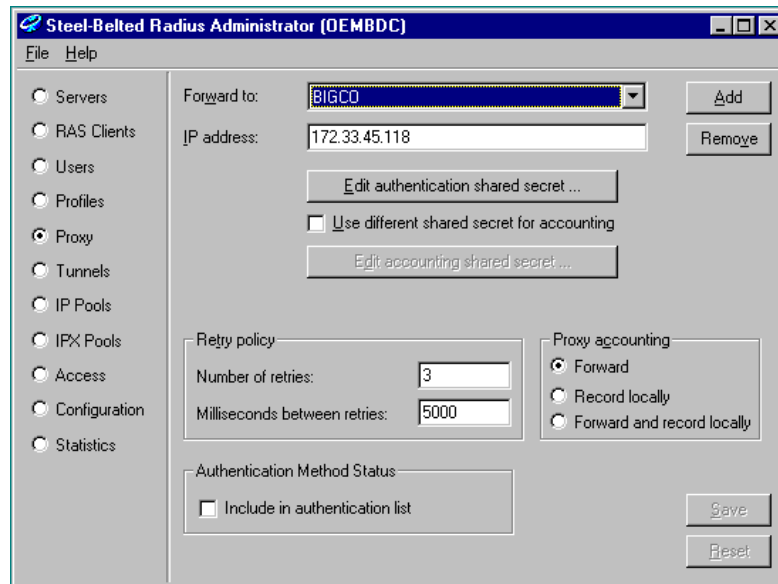 Steel-Belted Radius Administrator (OEMBDC)
File Help
Servers
RAS Clients
Users
Profiles
Proxy
Tunnels
IP Pools
IPX Pools
Access
Configuration
Statistics
Forward to: BIGCO
Add
IP address: 172.33.45.118
Remove
Edit authentication shared secret ...
Use different shared secret for accounting
Edit accounting shared secret ...
Retry policy
Number of retries: 3
Milliseconds between retries: 5000
Proxy accounting
Forward
Record locally
Forward and record locally
Authentication Method Status
Include in authentication list
Save
Reset